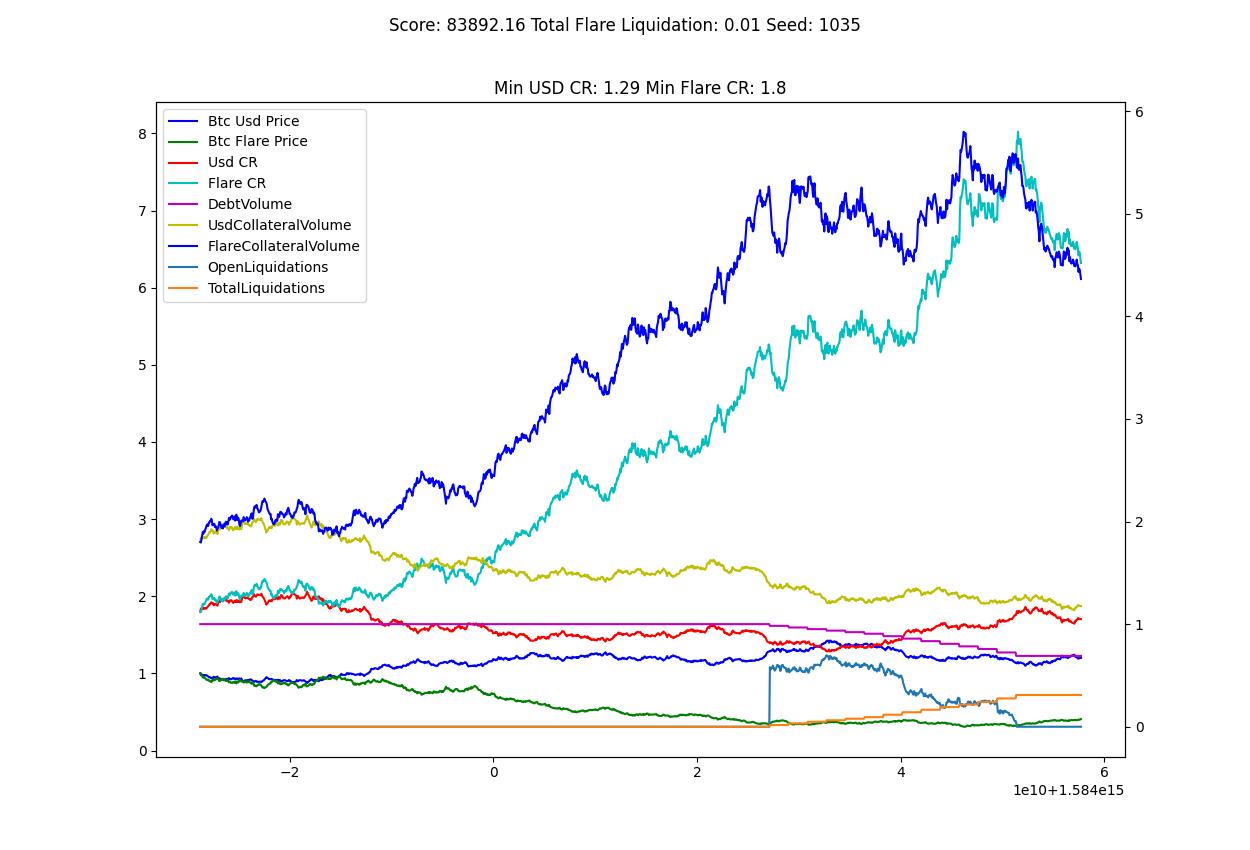 Score: 83892.16 Total Flare Liquidation: 0.01 Seed: 1035
Min USD CR: 1.29 Min Flare CR: 1.8
Btc Usd Price
Btc Flare Price
Usd CR
Flare CR
DebtVolume
UsdCollateralVolume
FlareCollateralVolume
OpenLiquidations
TotalLiquidations
8
7
6
5
4
3
2
1
0
6
5
4
3
2
1
0
−2
0
2
4
6
1e10+1.584e15